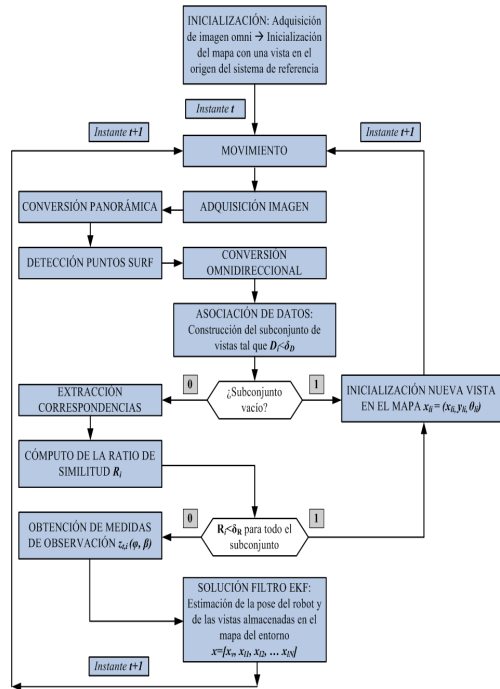 INICIALIZACIÓN: Adquisición
de imagen omni → Inicialización
del mapa con una vista en el
origen del sistema de referencia
Instante t
Instante t+1
Instante t+1
MOVIMIENTO
CONVERSIÓN PANORÁMICA
ADQUISICIÓN IMAGEN
DETECCIÓN PUNTOS SURF
CONVERSIÓN
OMNIDIRECCIONAL
ASOCIACIÓN DE DATOS:
Construcción del subconjunto de
vistas tal que Di<δD
0
1
EXTRACCIÓN
CORRESPONDENCIAS
¿Subconjunto
vacio?
INICIALIZACIÓN NUEVA VISTA
EN EL MAPA xli = (xli, yli, θli)
CÓMPUTO DE LA RATIO DE
SIMILITUD Ri
0
1
OBTENCIÓN DE MEDIDAS
DE OBSERVACIÓN zt,i (φ, β)
Ri<δR para todo el
subconjunto
SOLUCIÓN FILTRO EKF:
Estimación de la pose del robot y
de las vistas almacenadas en el
mapa del entorno
x=[xv, xl1, xl2, … xlN]
Instante t+1